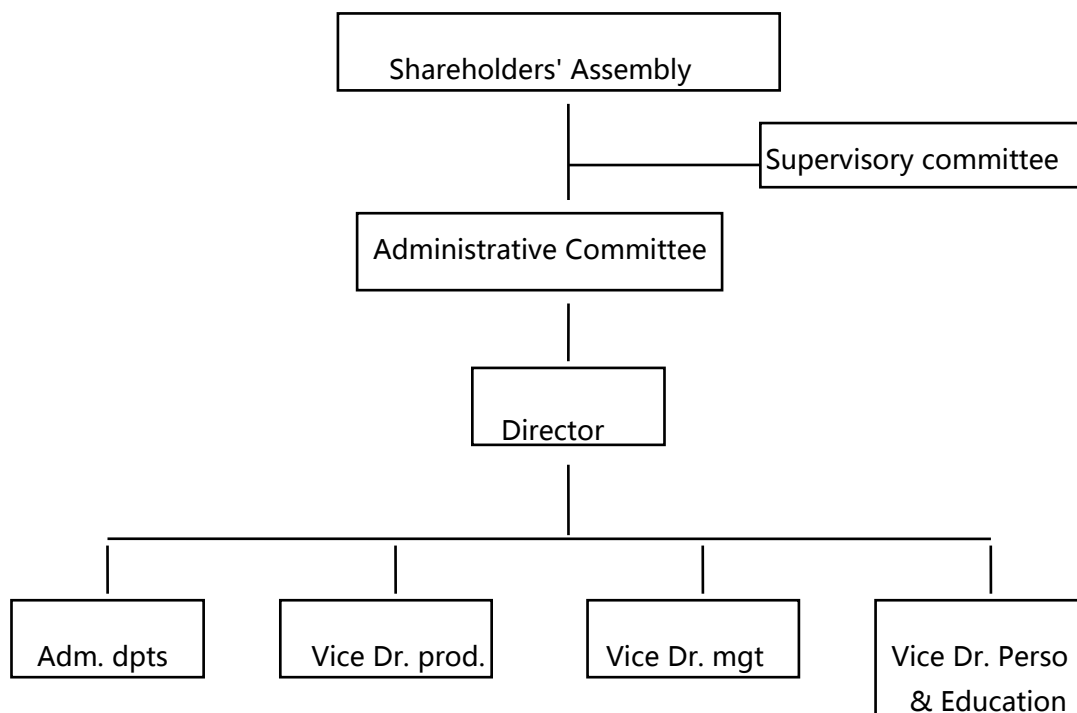 Shareholders' Assembly
Supervisory committee
Administrative Committee
Director
Adm. dpts
Vice Dr. prod.
Vice Dr. mgt
Vice Dr. Perso
& Education